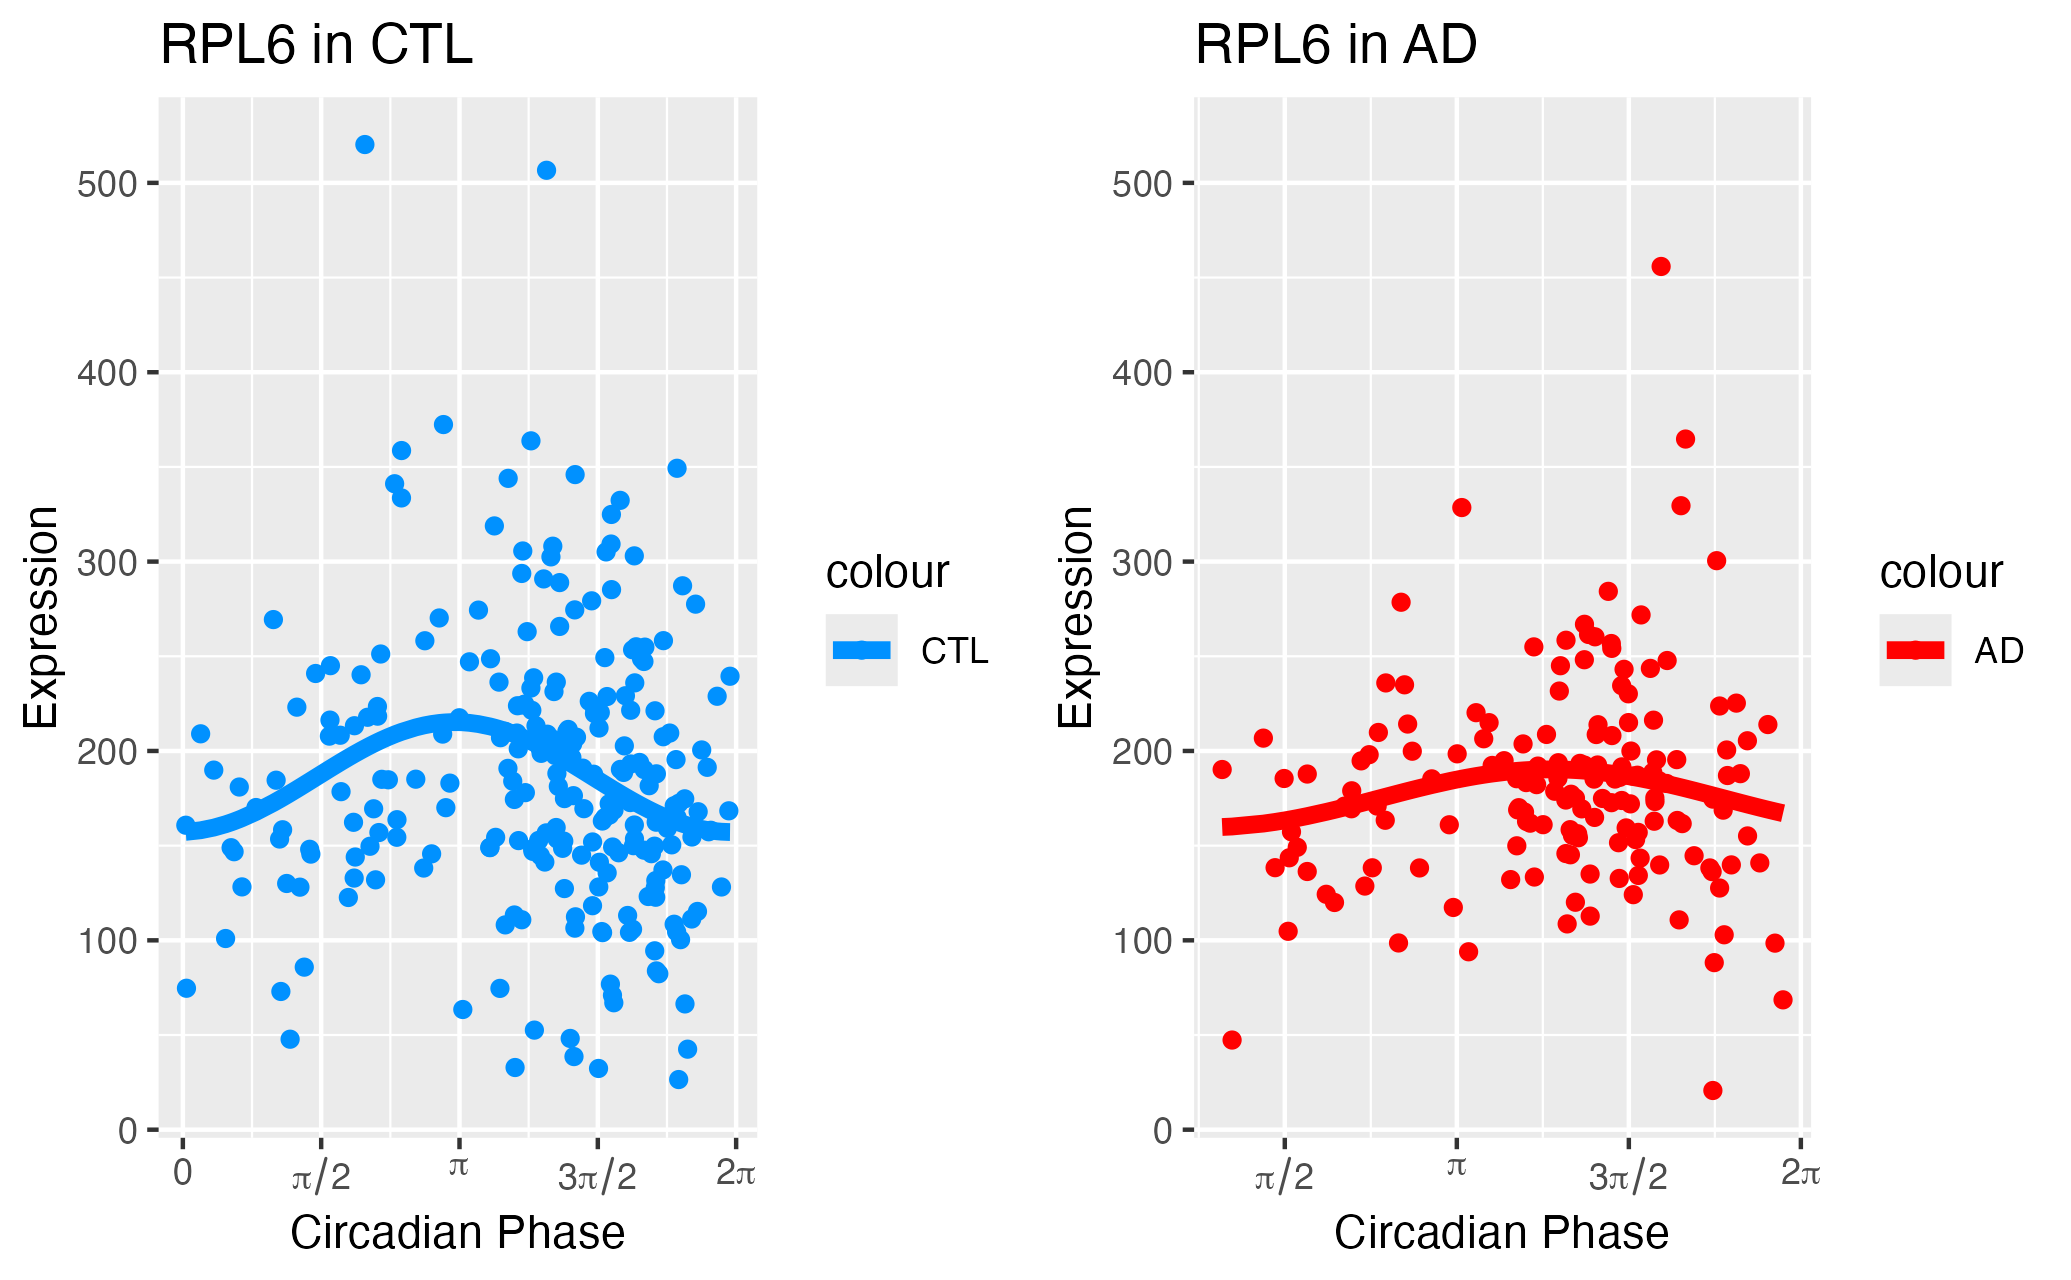 RPL6 in CTL
Expression
500
400
300
200
100
0
0
π/2
π
3π/2
2π
Circadian Phase
colour
CTL
RPL6 in AD
Expression
500
400
300
200
100
0
π/2
π
3π/2
2π
Circadian Phase
colour
AD